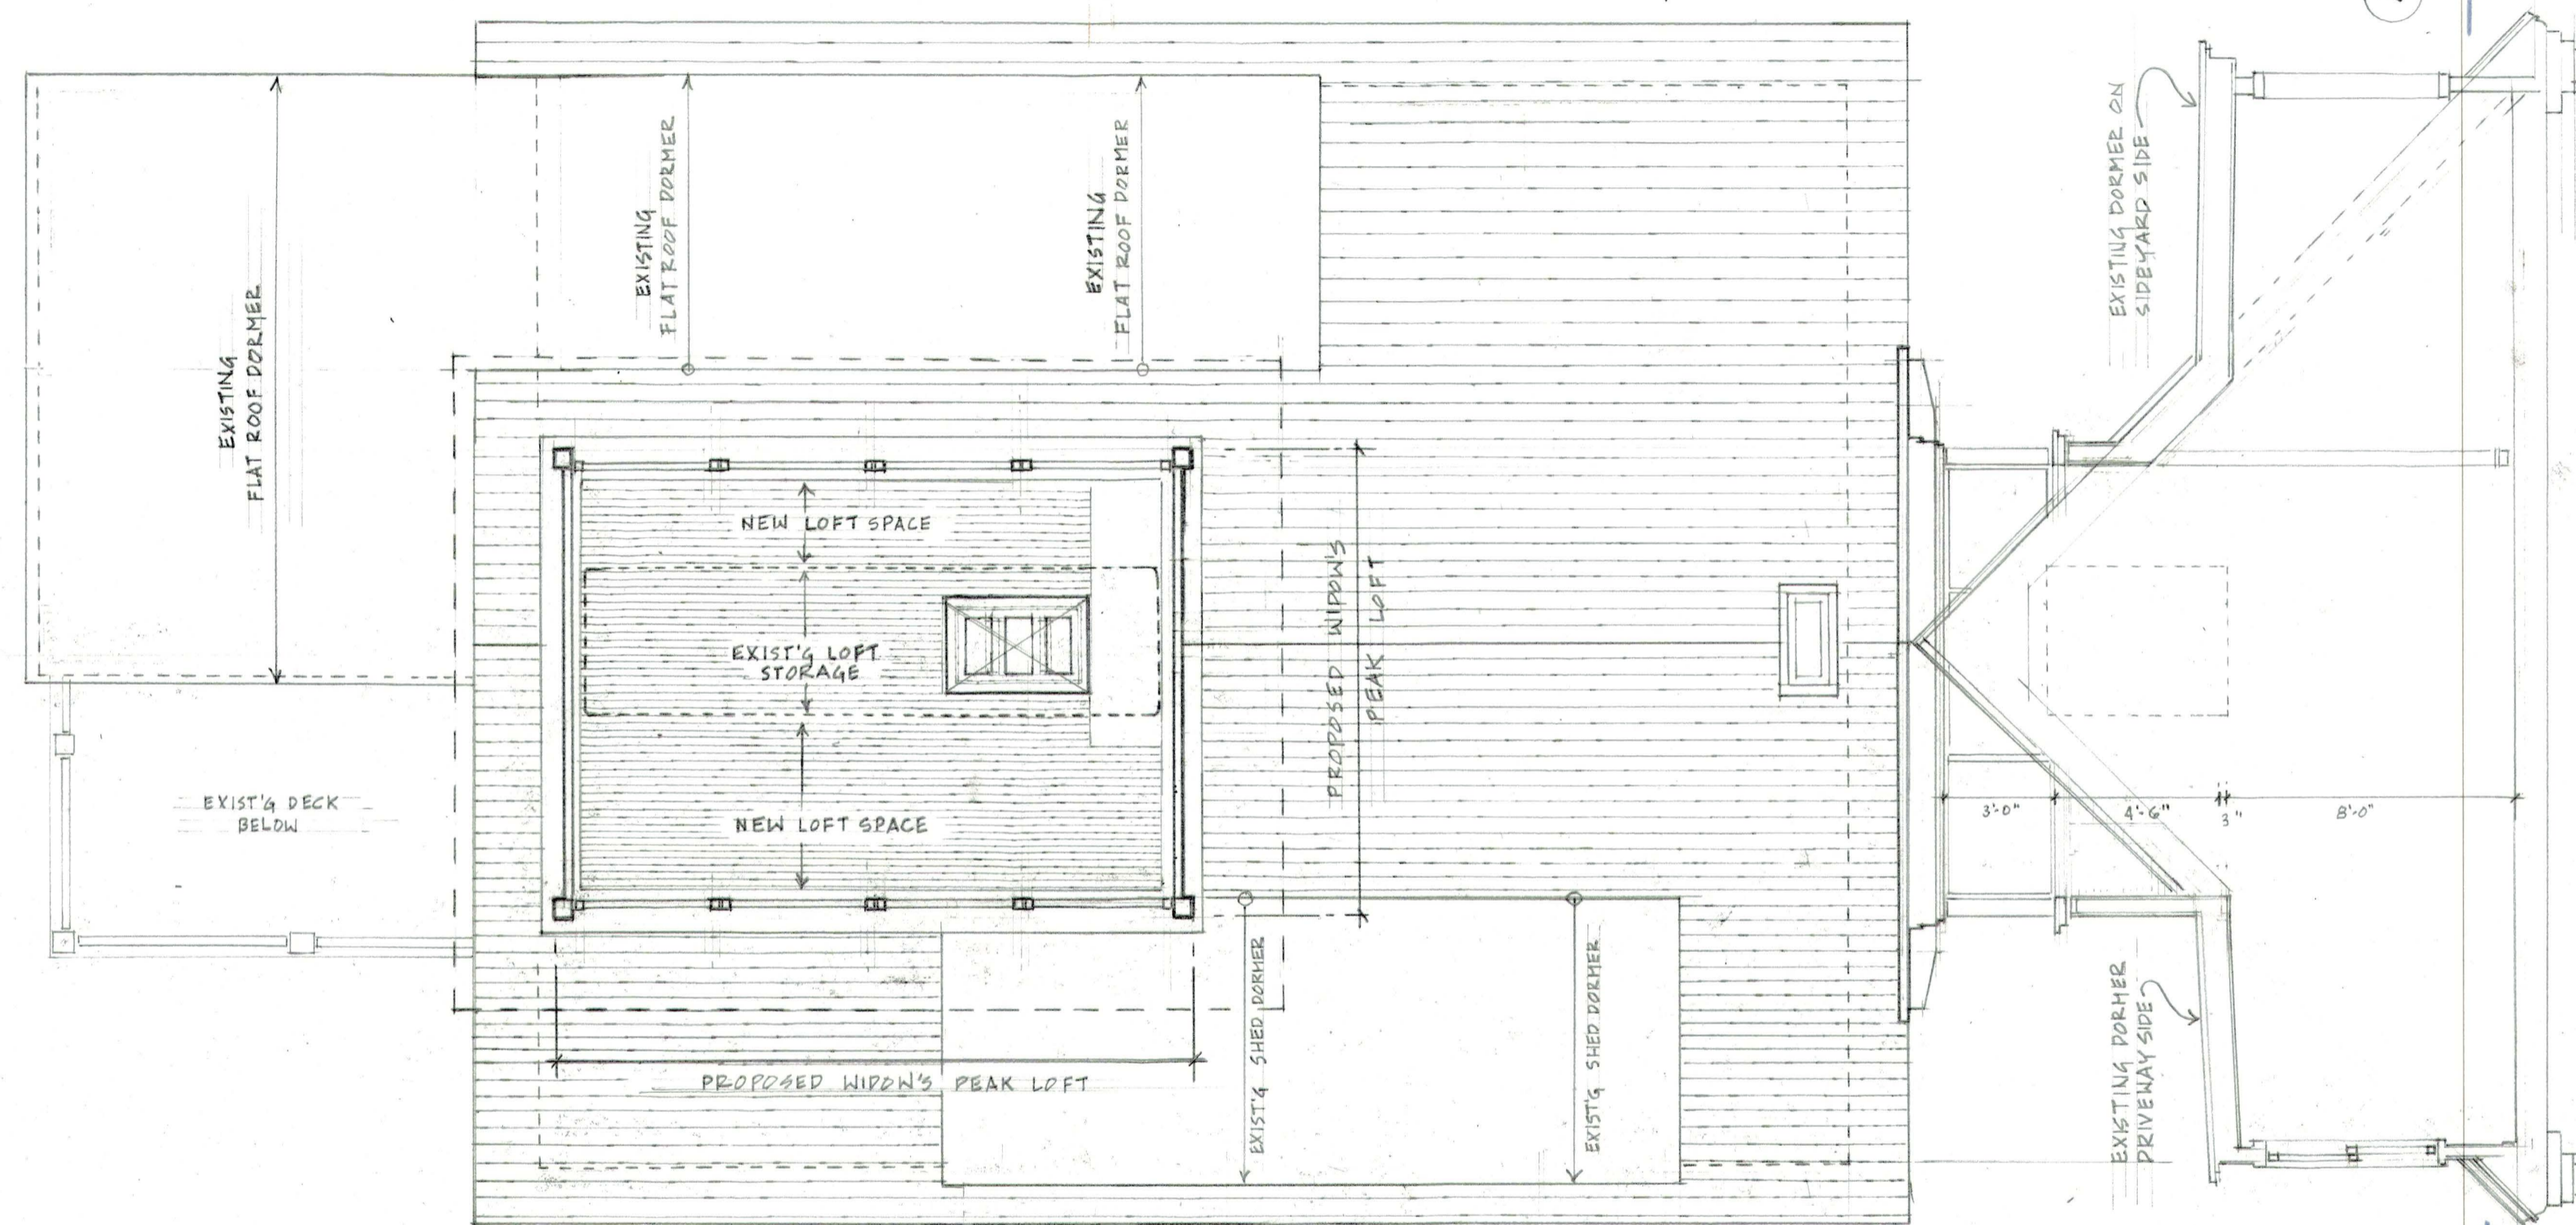 EXISTING
FLAT ROOF DORMER
EXISTING
FLAT ROOF DORMER
EXISTING
FLAT ROOF DORMER
EXISTING DORMER ON
SIDEYARD SIDE
NEW LOFT SPACE
EXIST'G LOFT
STORAGE
NEW LOFT SPACE
PROPOSED WIDOW'S
PEAK LOFT
EXIST'G DECK
BELOW
3'-0"
4'-6"
3"
8'-0"
PROPOSED WIDOW'S PEAK LOFT
EXIST'G SHED DORMER
EXIST'G SHED DORMER
EXISTING DORMER
DRIVEWAY SIDE